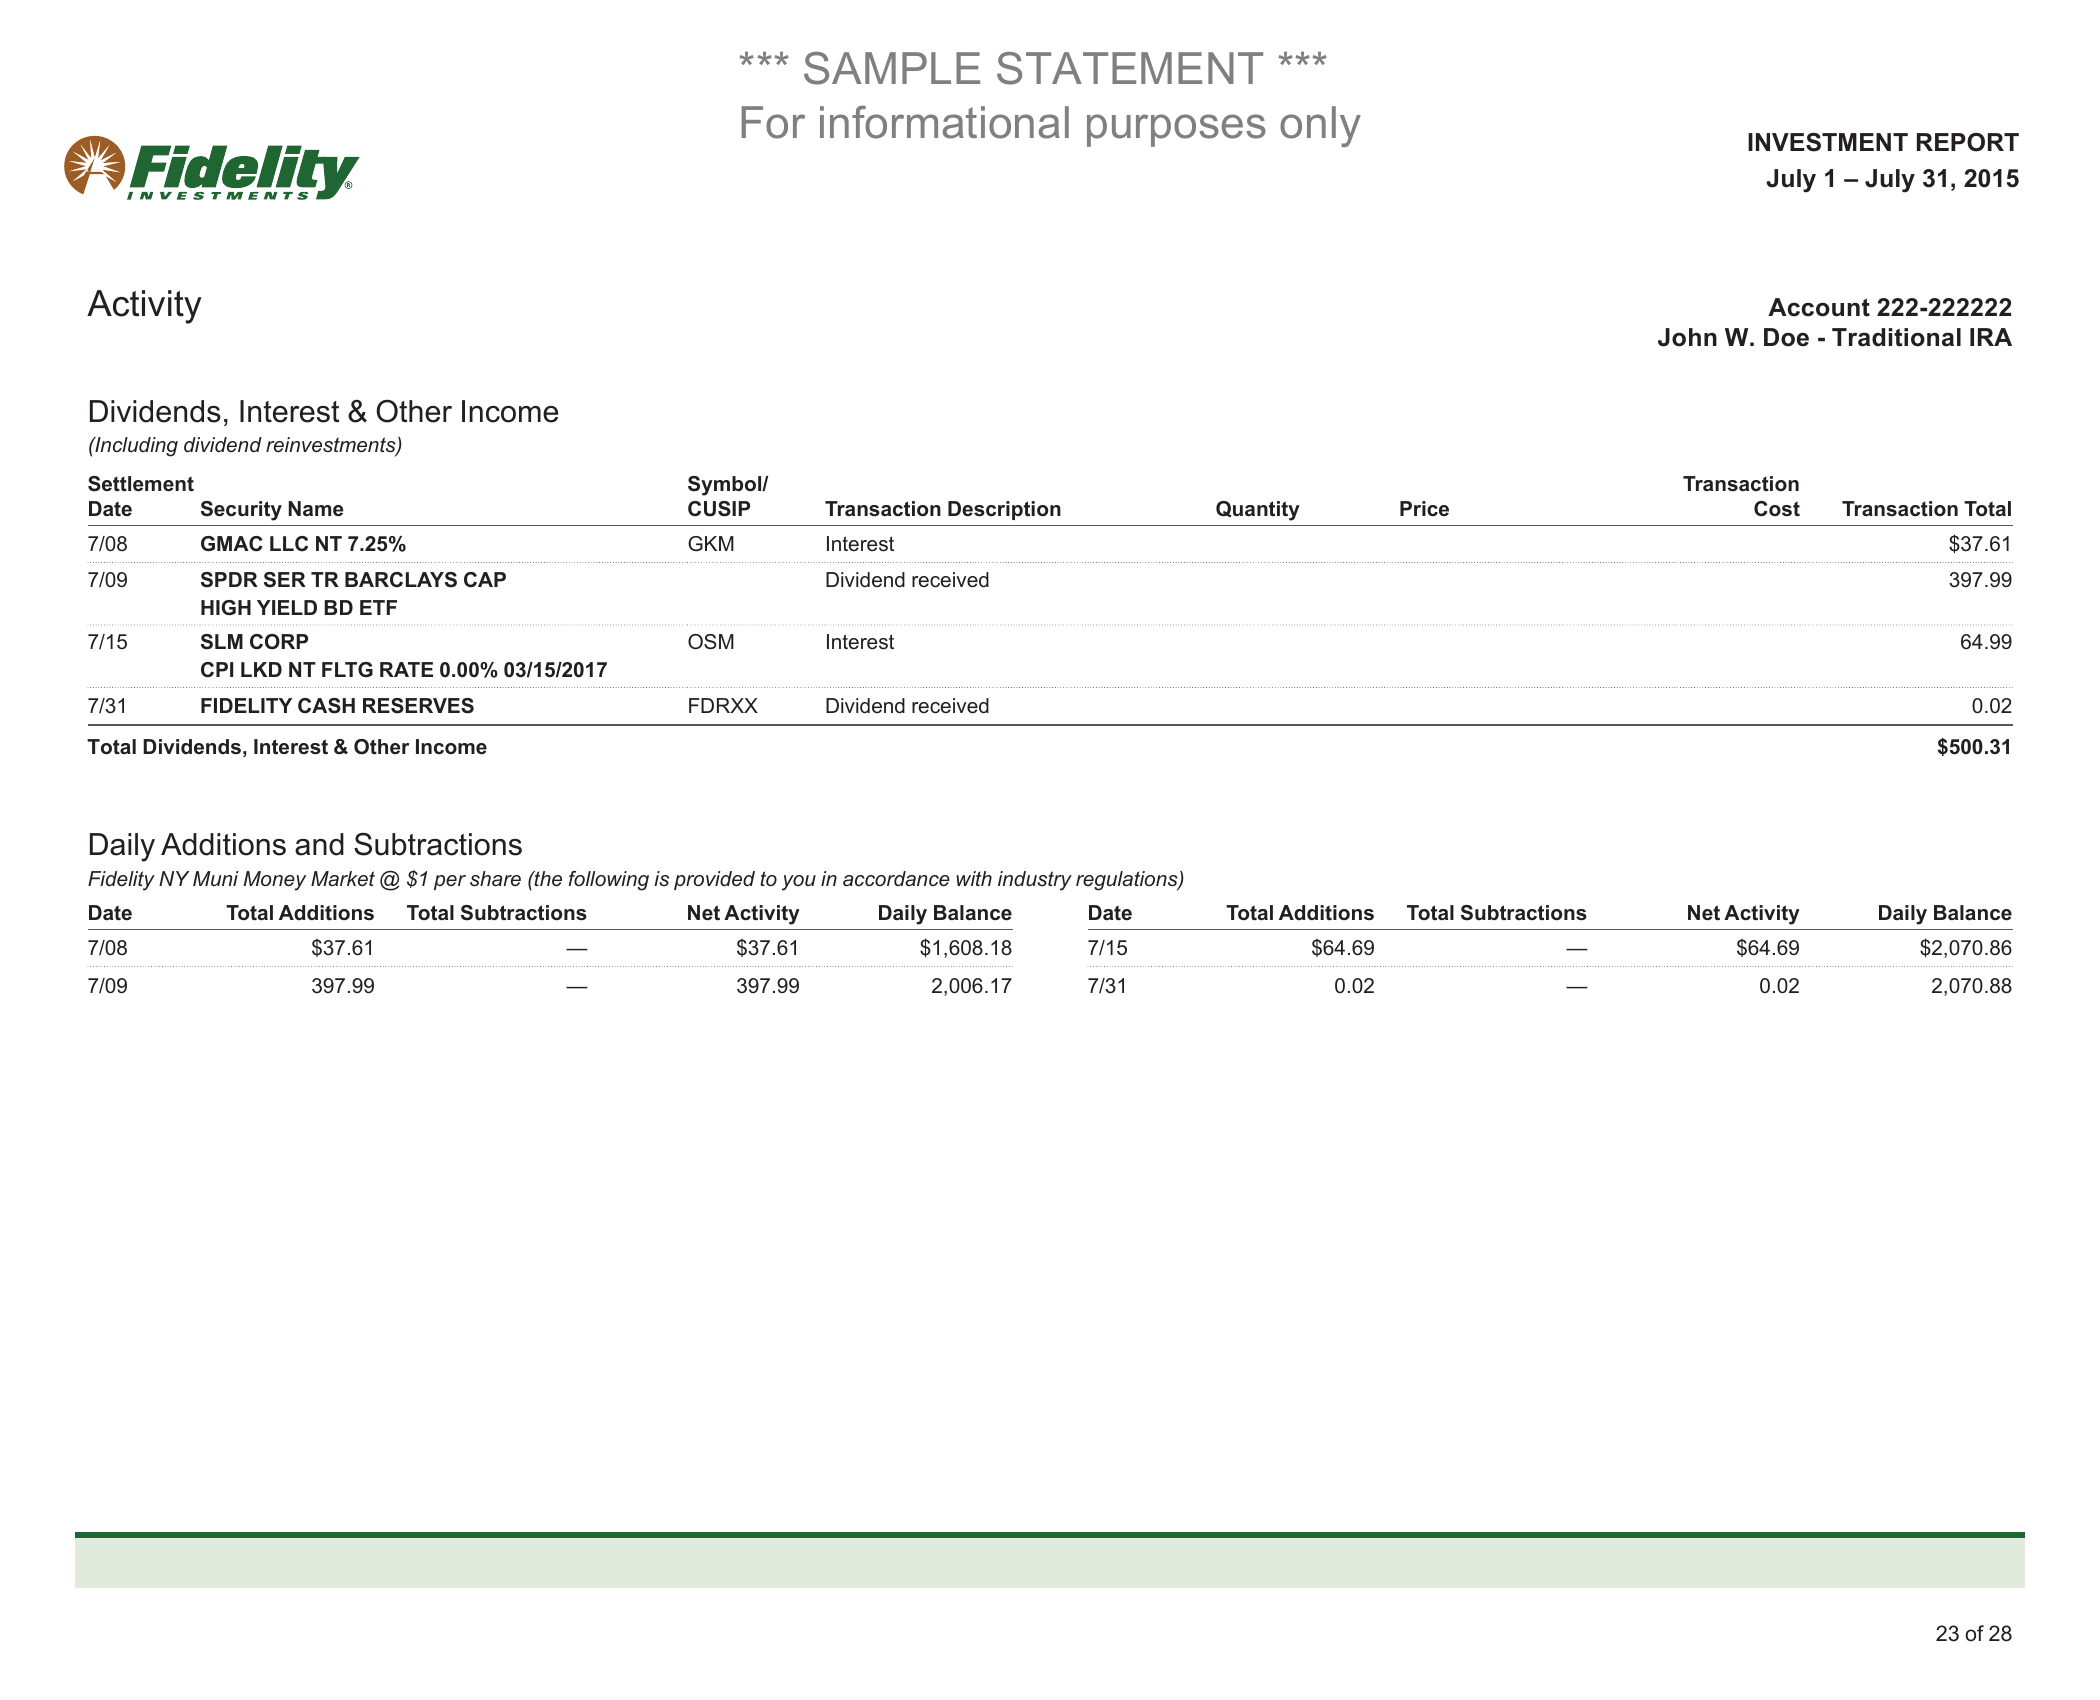 *** SAMPLE STATEMENT ***
For informational purposes only
Fidelity®
INVESTMENTS
INVESTMENT REPORT
July 1 – July 31, 2015
Activity
Account 222-222222
John W. Doe - Traditional IRA
Dividends, Interest & Other Income
(Including dividend reinvestments)
Settlement Symbol/ Transaction
Date Security Name CUSIP Transaction Description Quantity Price Cost Transaction Total
7/08 GMAC LLC NT 7.25% GKM Interest $37.61
7/09 SPDR SER TR BARCLAYS CAP Dividend received 397.99
HIGH YIELD BD ETF
7/15 SLM CORP OSM Interest 64.99
CPI LKD NT FLTG RATE 0.00% 03/15/2017
7/31 FIDELITY CASH RESERVES FDRXX Dividend received 0.02
Total Dividends, Interest & Other Income $500.31
Daily Additions and Subtractions
Fidelity NY Muni Money Market @ $1 per share (the following is provided to you in accordance with industry regulations)
Date Total Additions Total Subtractions Net Activity Daily Balance Date Total Additions Total Subtractions Net Activity Daily Balance
7/08 $37.61 — $37.61 $1,608.18 7/15 $64.69 — $64.69 $2,070.86
7/09 397.99 — 397.99 2,006.17 7/31 0.02 — 0.02 2,070.88
23 of 28